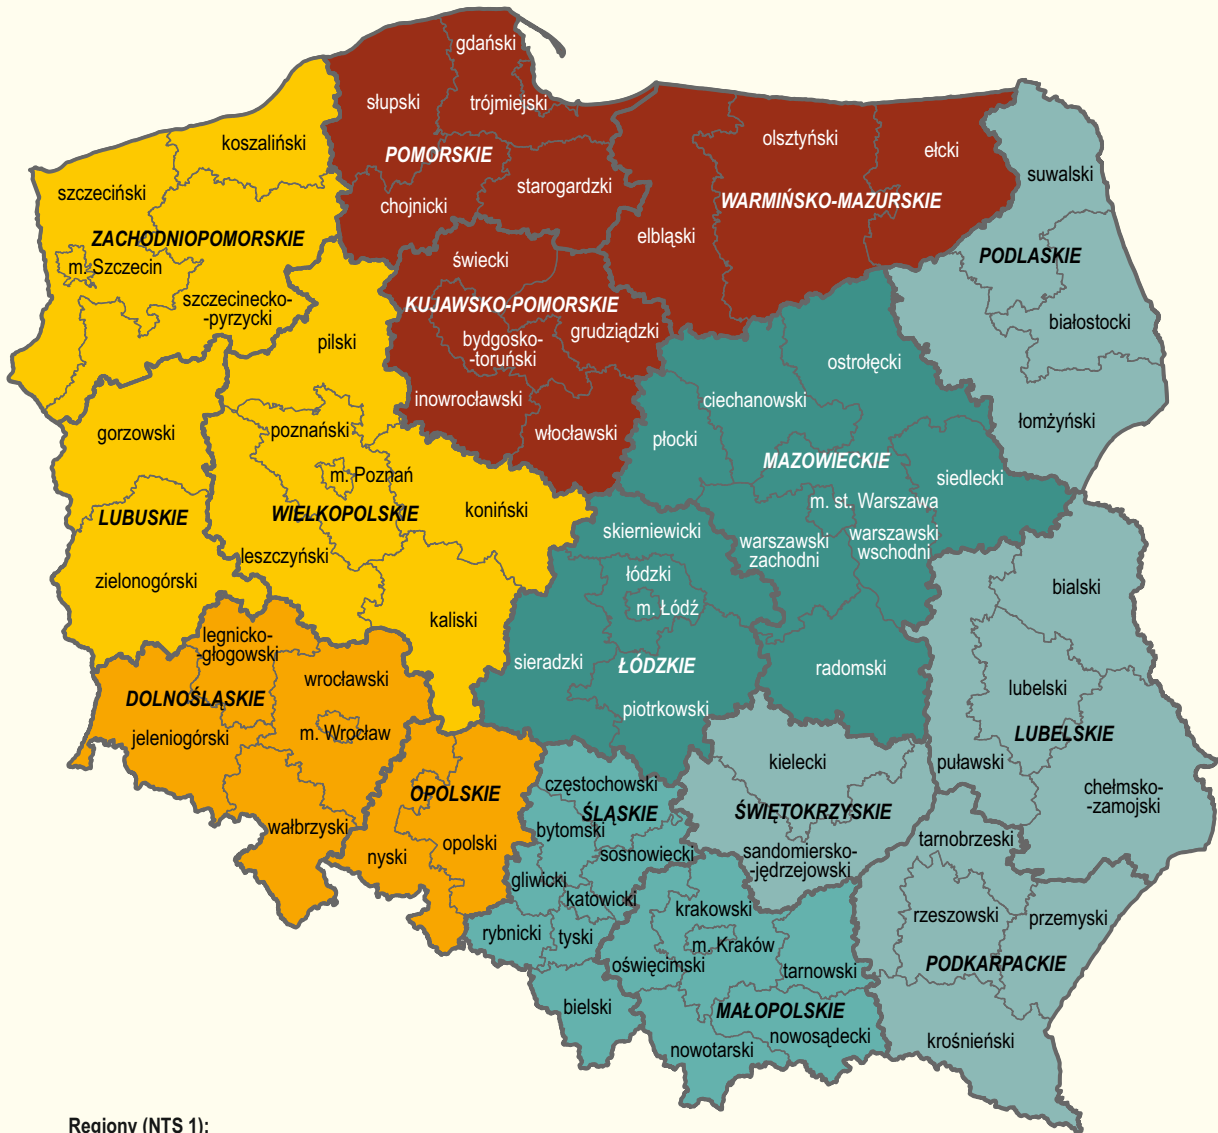 gdański
słupski
trójmiejski
POMORSKIE
starogardzki
chojnicki
olsztyński
ełcki
WARMIŃSKO-MAZURSKIE
elbląski
suwalski
PODLASKIE
białostocki
łomżyński
koszaliński
szczeciński
ZACHODNIOPOMORSKIE
m. Szczecin
szczecinecko-
-pyrzycki
świecki
KUJAWSKO-POMORSKIE
grudziądzki
bydgosko-
-toruński
inowrocławski
włocławski
pilski
gorzowski
poznański
m. Poznań
LUBUSKIE
WIELKOPOLSKIE
koniński
leszczyński
zielonogórski
kaliski
ostrołęcki
ciechanowski
płocki
MAZOWIECKIE
siedlecki
m. st. Warszawa
warszawski
zachodni
warszawski
wschodni
radomski
skierniewicki
łódzki
m. Łódź
sieradzki
ŁÓDZKIE
piotrkowski
legnicko-
-głogowski
wrocławski
DOLNOŚLĄSKIE
jeleniogórski
m. Wrocław
wałbrzyski
OPOLSKIE
nyski
opolski
bialski
lubelski
LUBELSKIE
puławski
chełmsko-
-zamojski
kielecki
ŚWIĘTOKRZYSKIE
sandomiersko-
-jędrzejowski
częstochowski
ŚLĄSKIE
bytomski
sosnowiecki
gliwicki
katowicki
rybnicki
tyski
bielski
krakowski
m. Kraków
oświęcimski
tarnowski
MAŁOPOLSKIE
nowosądecki
nowotarski
tarnobrzeski
rzeszowski
przemyski
PODKARPACKIE
krośnieński
Regiony (NTS 1):